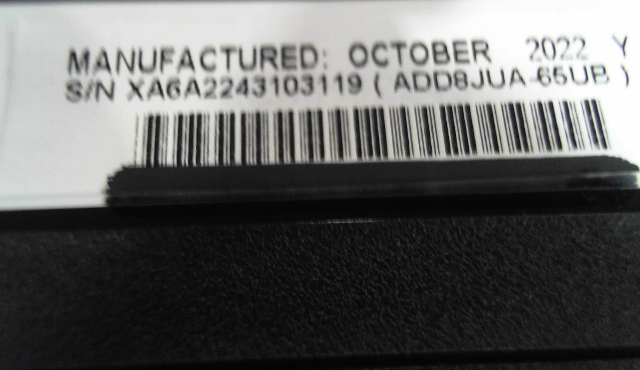 MANUFACTURED: OCTOBER 2022 Y
S/N XA6A2243103119 ( ADD8JUA-65UB )